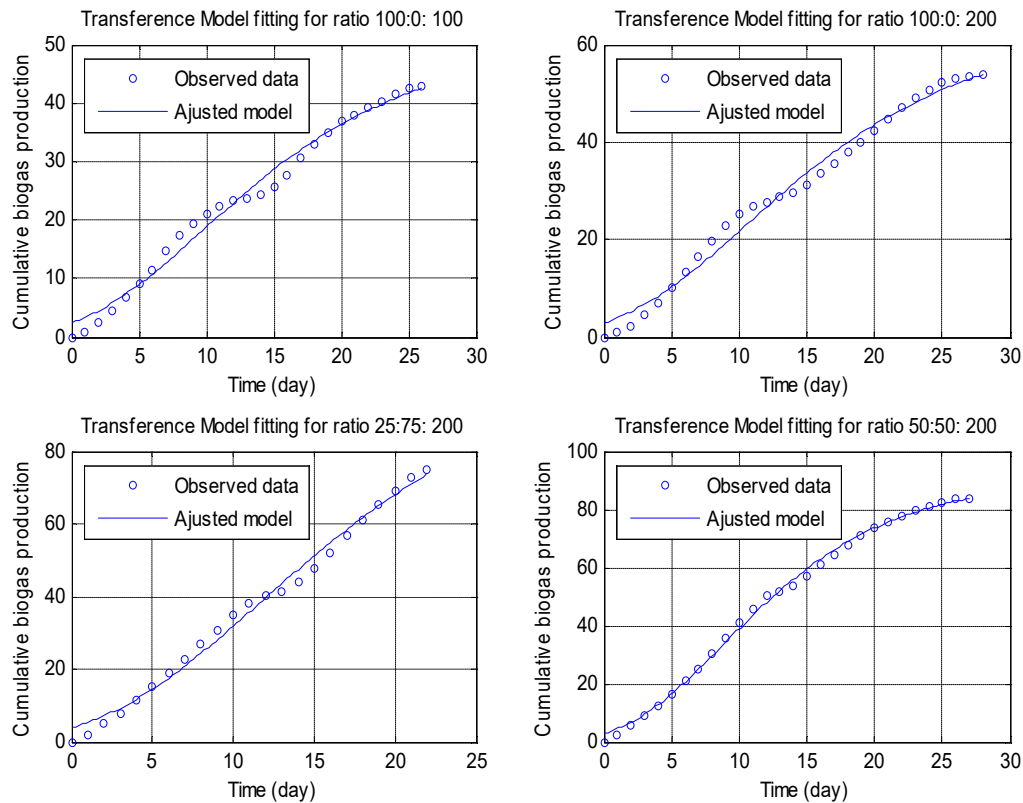 Transference Model fitting for ratio 100:0: 100
50
40
30
20
10
0
0 5 10 15 20 25 30
Observed data
Ajusted model
Cumulative biogas production
Time (day)
Transference Model fitting for ratio 100:0: 200
60
40
20
0
0 5 10 15 20 25 30
Observed data
Ajusted model
Cumulative biogas production
Time (day)
Transference Model fitting for ratio 25:75: 200
80
60
40
20
0
0 5 10 15 20 25
Observed data
Ajusted model
Cumulative biogas production
Time (day)
Transference Model fitting for ratio 50:50: 200
100
80
60
40
20
0
0 5 10 15 20 25 30
Observed data
Ajusted model
Cumulative biogas production
Time (day)